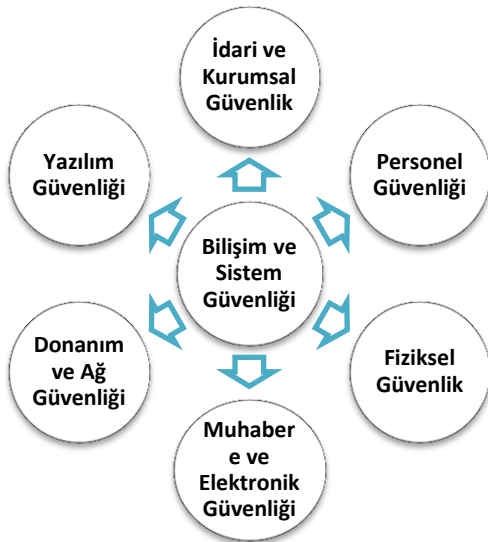 İdari ve
Kurumsal
Güvenlik
Yazılım
Güvenliği
Personel
Güvenliği
Bilişim ve
Sistem
Güvenliği
Donanım
ve Ağ
Güvenliği
Fiziksel
Güvenlik
Muhaber
e ve
Elektronik
Güvenliği